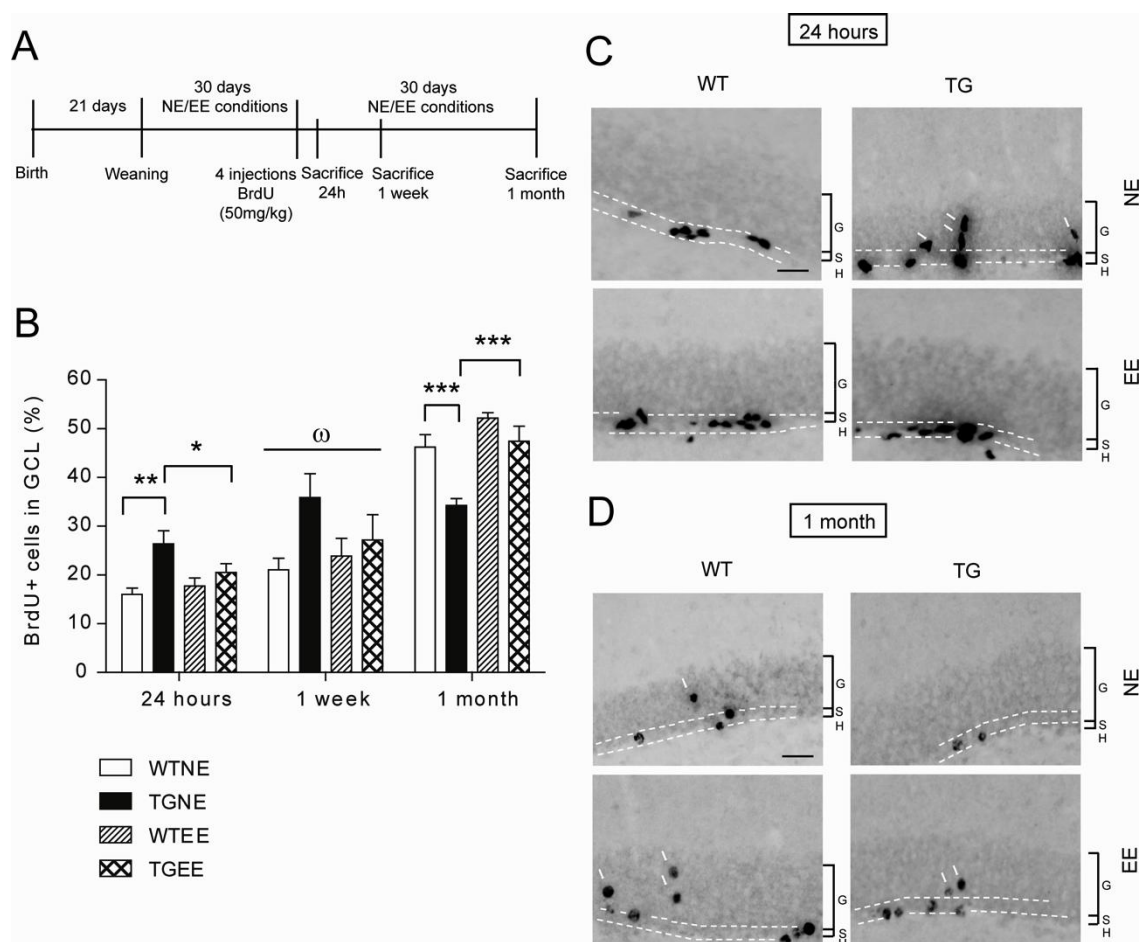 A
21 days
30 days
NE/EE conditions
30 days
NE/EE conditions
Birth
Weaning
4 injections
BrdU
(50mg/kg)
Sacrifice
24h
Sacrifice
1 week
Sacrifice
1 month
B
BrdU+ cells in GCL (%)
60
50
40
30
20
10
0
**
*
ω
***
***
24 hours
1 week
1 month
WTNE
TGNE
WTEE
TGEE
24 hours
C
WT
TG
G
S
H
G
S
H
NE
G
S
H
G
S
H
EE
D
1 month
WT
TG
G
S
H
G
S
H
NE
G
S
H
G
S
H
EE